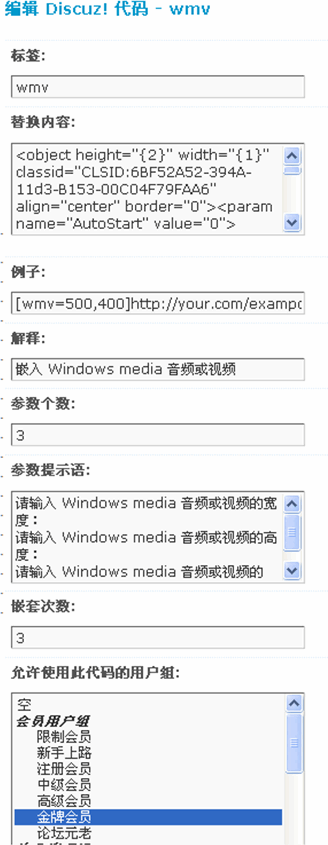 编辑 Discuz! 代码 - wmv
标签:
wmv
替换内容:
<object height="{2}" width="{1}"
classid="CLSID:6BF52A52-394A-
11d3-B153-00C04F79FAA6"
align="center" border="0"><param
name="AutoStart" value="0">
例子:
[wmv=500,400]http://your.com/examp
解释:
嵌入 Windows media 音频或视频
参数个数:
3
参数提示语:
请输入 Windows media 音频或视频的宽
度:
请输入 Windows media 音频或视频的高
度:
请输入 Windows media 音频或视频的
嵌套次数:
3
允许使用此代码的用户组:
空
会员用户组
限制会员
新手上路
注册会员
中级会员
高级会员
金牌会员
论坛元老